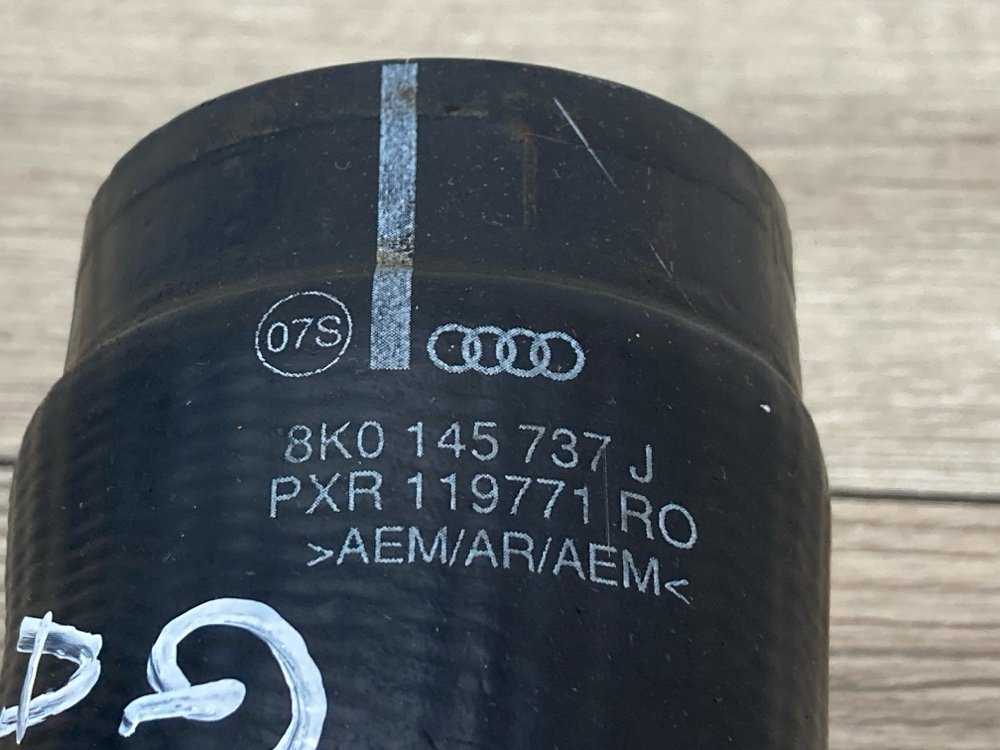 07S
8K0 145 737 J
PXR 119771 RO
>AEM/AR/AEM<